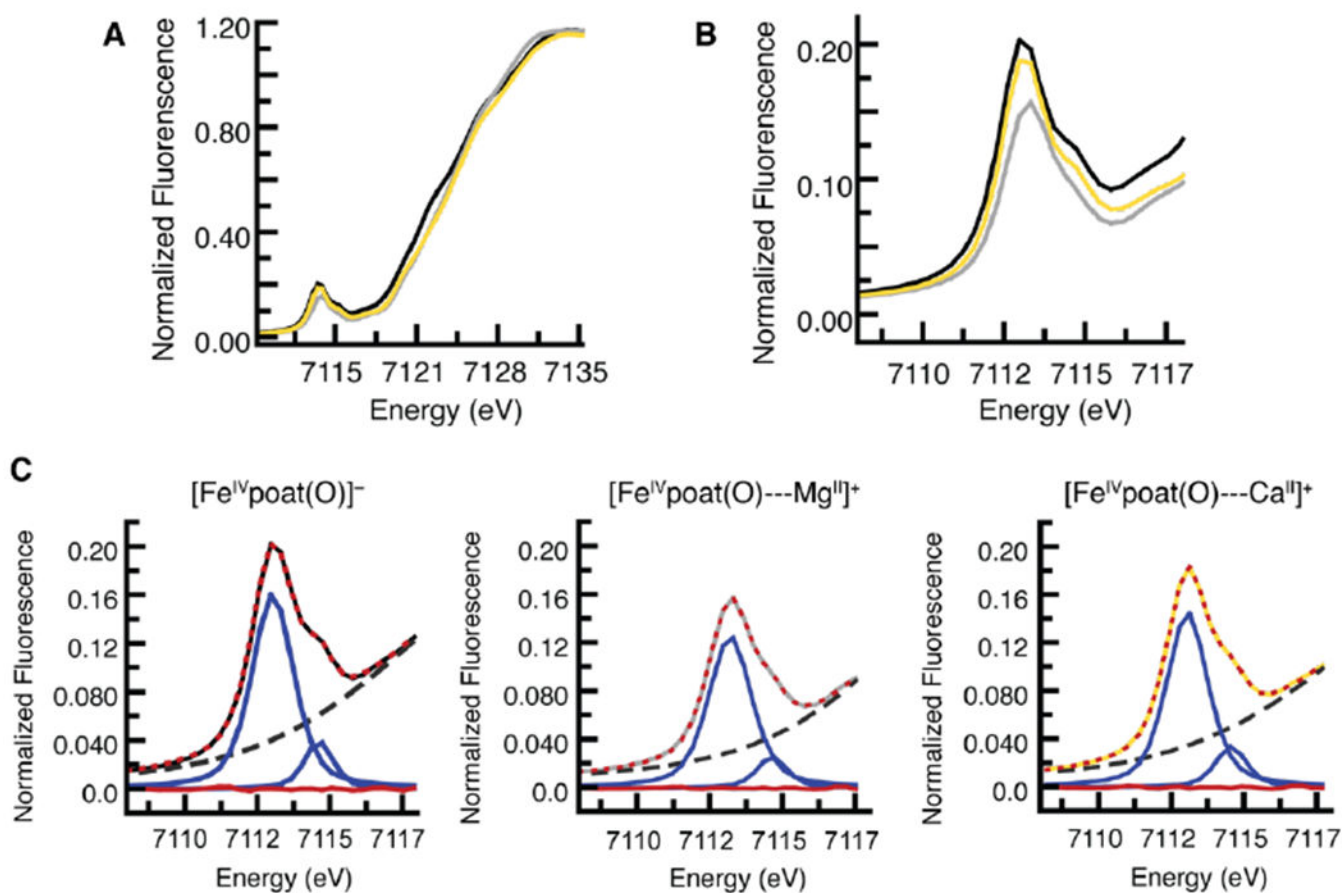 A
Normalized Fluorenscence
1.20
0.80
0.40
0.00
7115 7121 7128 7135
Energy (eV)
B
Normalized Fluorenscence
0.20
0.10
0.00
7110 7112 7115 7117
Energy (eV)
C
[Fe^IVpoat(O)]^–
Normalized Fluorescence
0.20
0.16
0.12
0.080
0.040
0.0
7110 7112 7115 7117
Energy (eV)
[Fe^IVpoat(O)---Mg^II]^+
Normalized Fluorescence
0.20
0.16
0.12
0.080
0.040
0.0
7110 7112 7115 7117
Energy (eV)
[Fe^IVpoat(O)---Ca^II]^+
Normalized Fluorescence
0.20
0.16
0.12
0.080
0.040
0.0
7110 7112 7115 7117
Energy (eV)